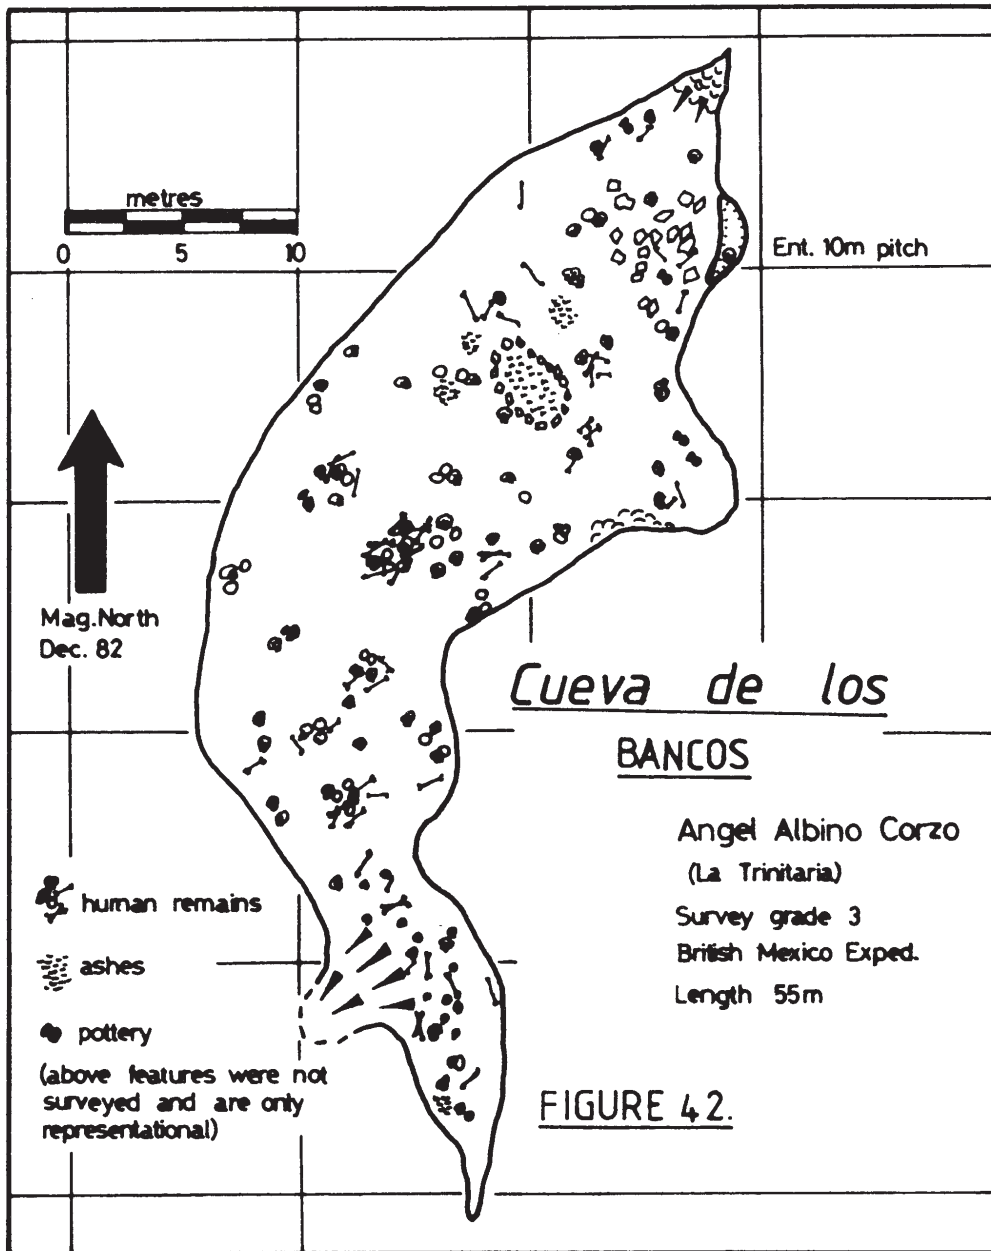 metres
0 5 10
Ent. 10m pitch
Mag.North
Dec. 82
Cueva de los
BANCOS
Angel Albino Corzo
(La Trinitaria)
Survey grade 3
British Mexico Exped.
Length 55m
human remains
ashes
pottery
(above features were not
surveyed and are only
representational)
FIGURE 42.